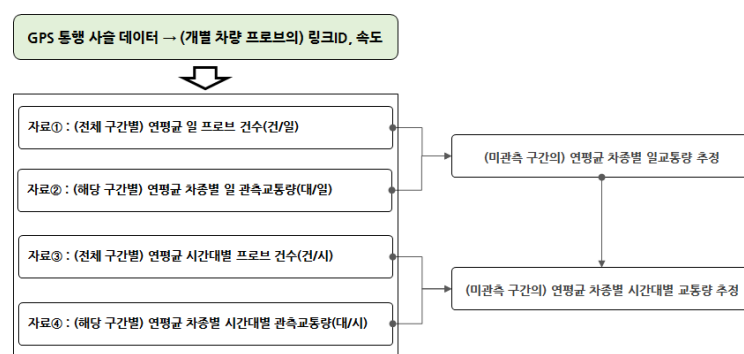 GPS 통행 사슬 데이터 → (개별 차량 프로브의) 링크ID, 속도
자료① : (전체 구간별) 연평균 일 프로브 건수(건/일)
자료② : (해당 구간별) 연평균 차종별 일 관측교통량(대/일)
(미관측 구간의) 연평균 차종별 일교통량 추정
자료③ : (전체 구간별) 연평균 시간대별 프로브 건수(건/시)
자료④ : (해당 구간별) 연평균 차종별 시간대별 관측교통량(대/시)
(미관측 구간의) 연평균 차종별 시간대별 교통량 추정